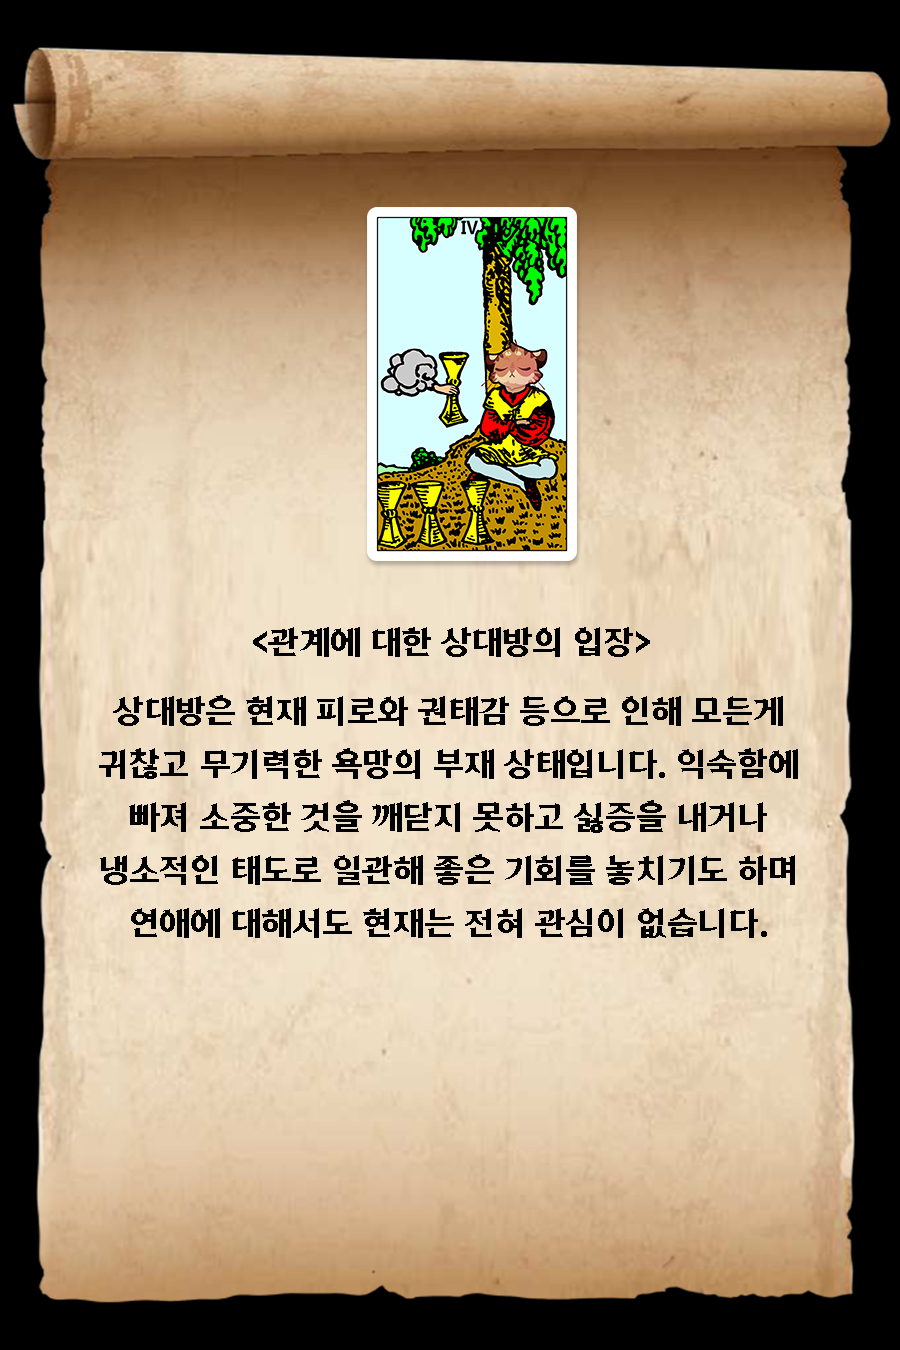 IV
<관계에 대한 상대방의 입장>
상대방은 현재 피로와 권태감 등으로 인해 모든게
귀찮고 무기력한 욕망의 부재 상태입니다. 익숙함에
빠져 소중한 것을 깨닫지 못하고 싫증을 내거나
냉소적인 태도로 일관해 좋은 기회를 놓치기도 하며
연애에 대해서도 현재는 전혀 관심이 없습니다.